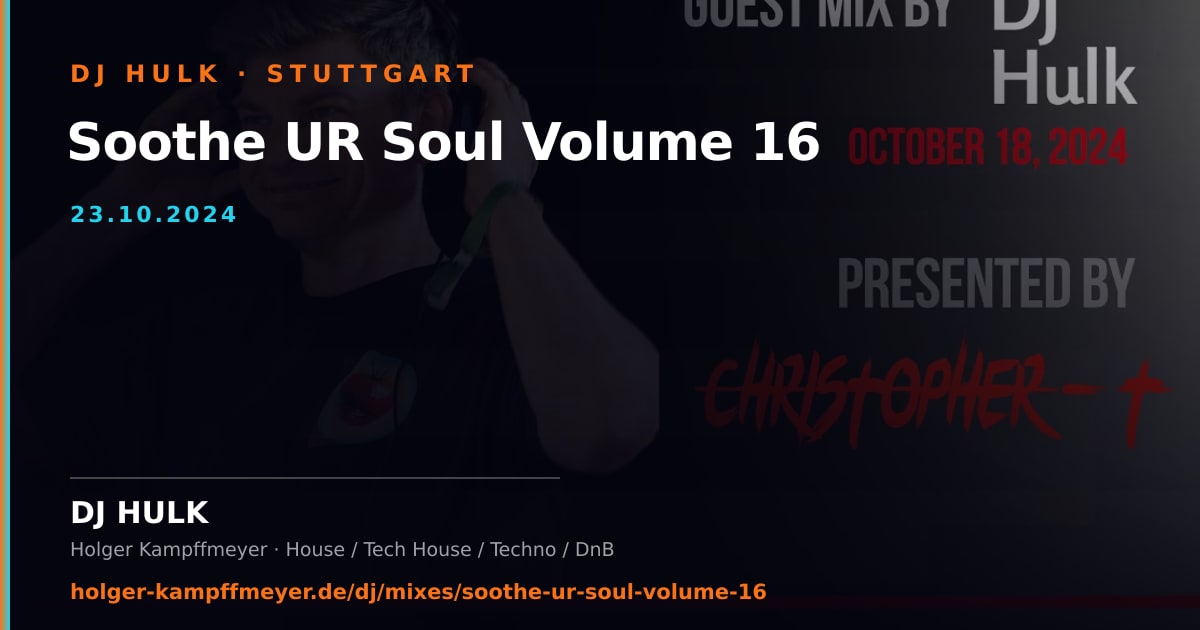 GUEST MIX BY DJ
Hulk
DJ HULK · STUTTGART
Soothe UR Soul Volume 16
OCTOBER 18, 2024
23.10.2024
PRESENTED BY
CHRISTOPHER-T
DJ HULK
Holger Kampffmeyer · House / Tech House / Techno / DnB
holger-kampffmeyer.de/dj/mixes/soothe-ur-soul-volume-16